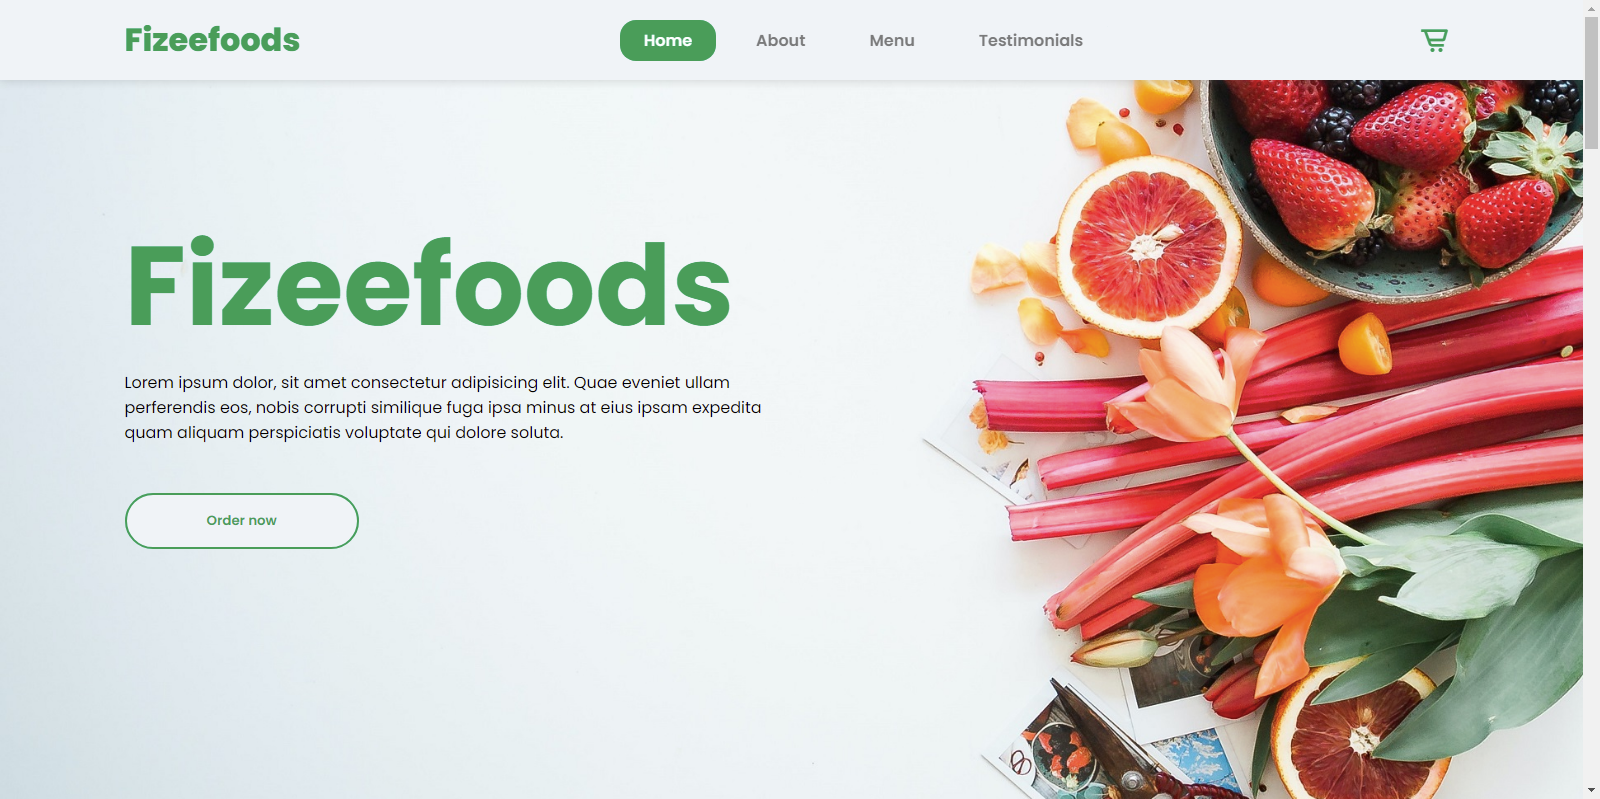 Fizeefoods
Home About Menu Testimonials
Fizeefoods
Lorem ipsum dolor, sit amet consectetur adipisicing elit. Quae eveniet ullam
perferendis eos, nobis corrupti similique fuga ipsa minus at eius ipsam expedita
quam aliquam perspiciatis voluptate qui dolore soluta.
Order now